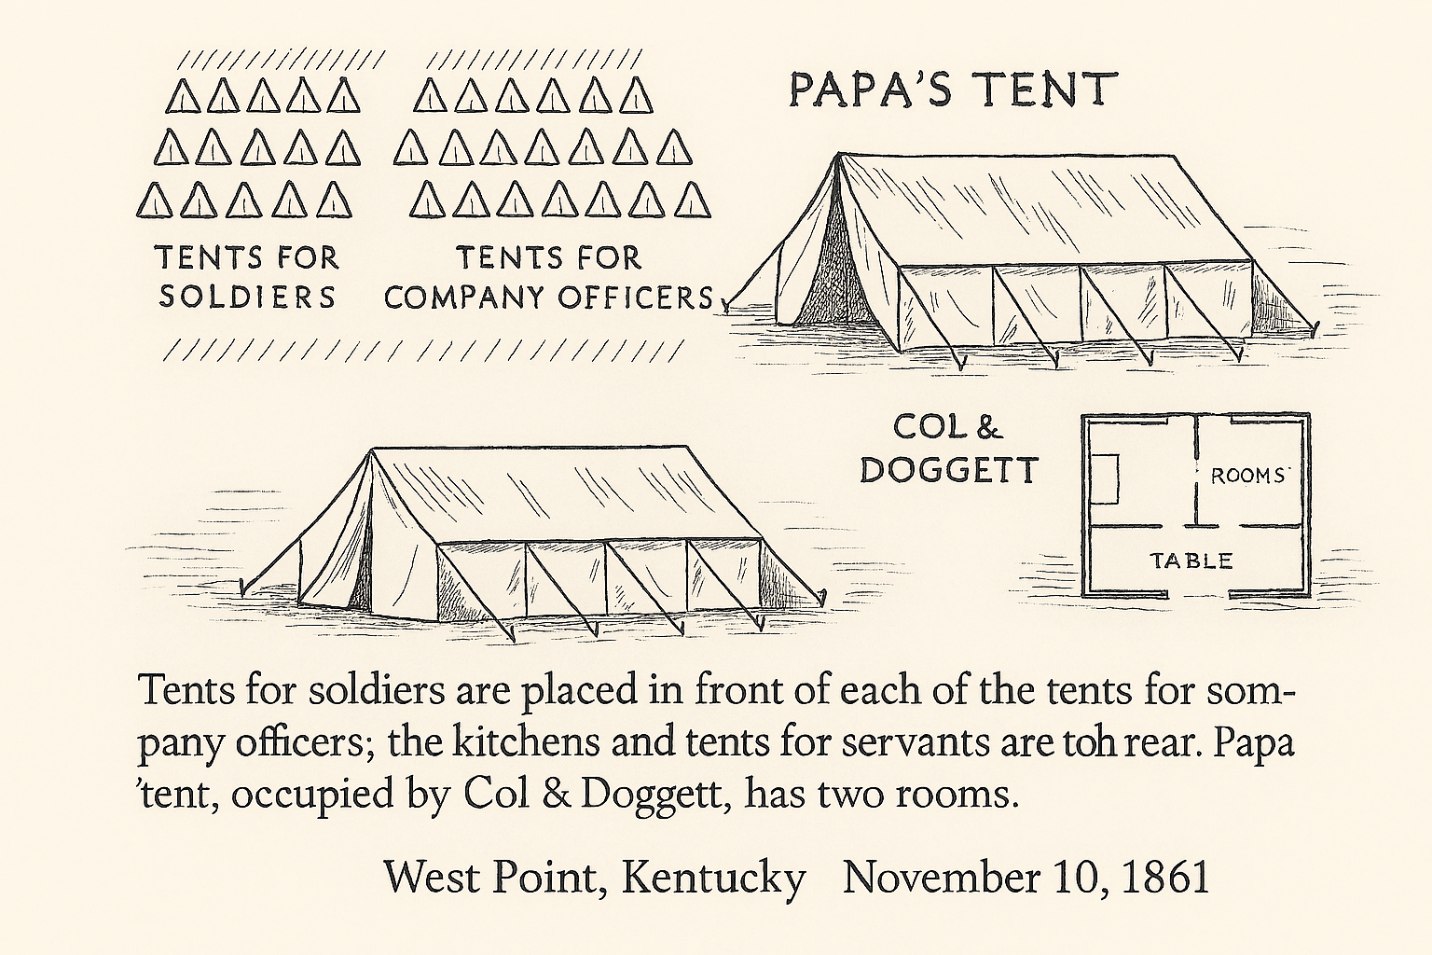 PAPA'S TENT
TENTS FOR
SOLDIERS
TENTS FOR
COMPANY OFFICERS
COL &
DOGGETT
ROOMS
TABLE
Tents for soldiers are placed in front of each of the tents for som-
pany officers; the kitchens and tents for servants are toh rear. Papa
'tent, occupied by Col & Doggett, has two rooms.
West Point, Kentucky November 10, 1861